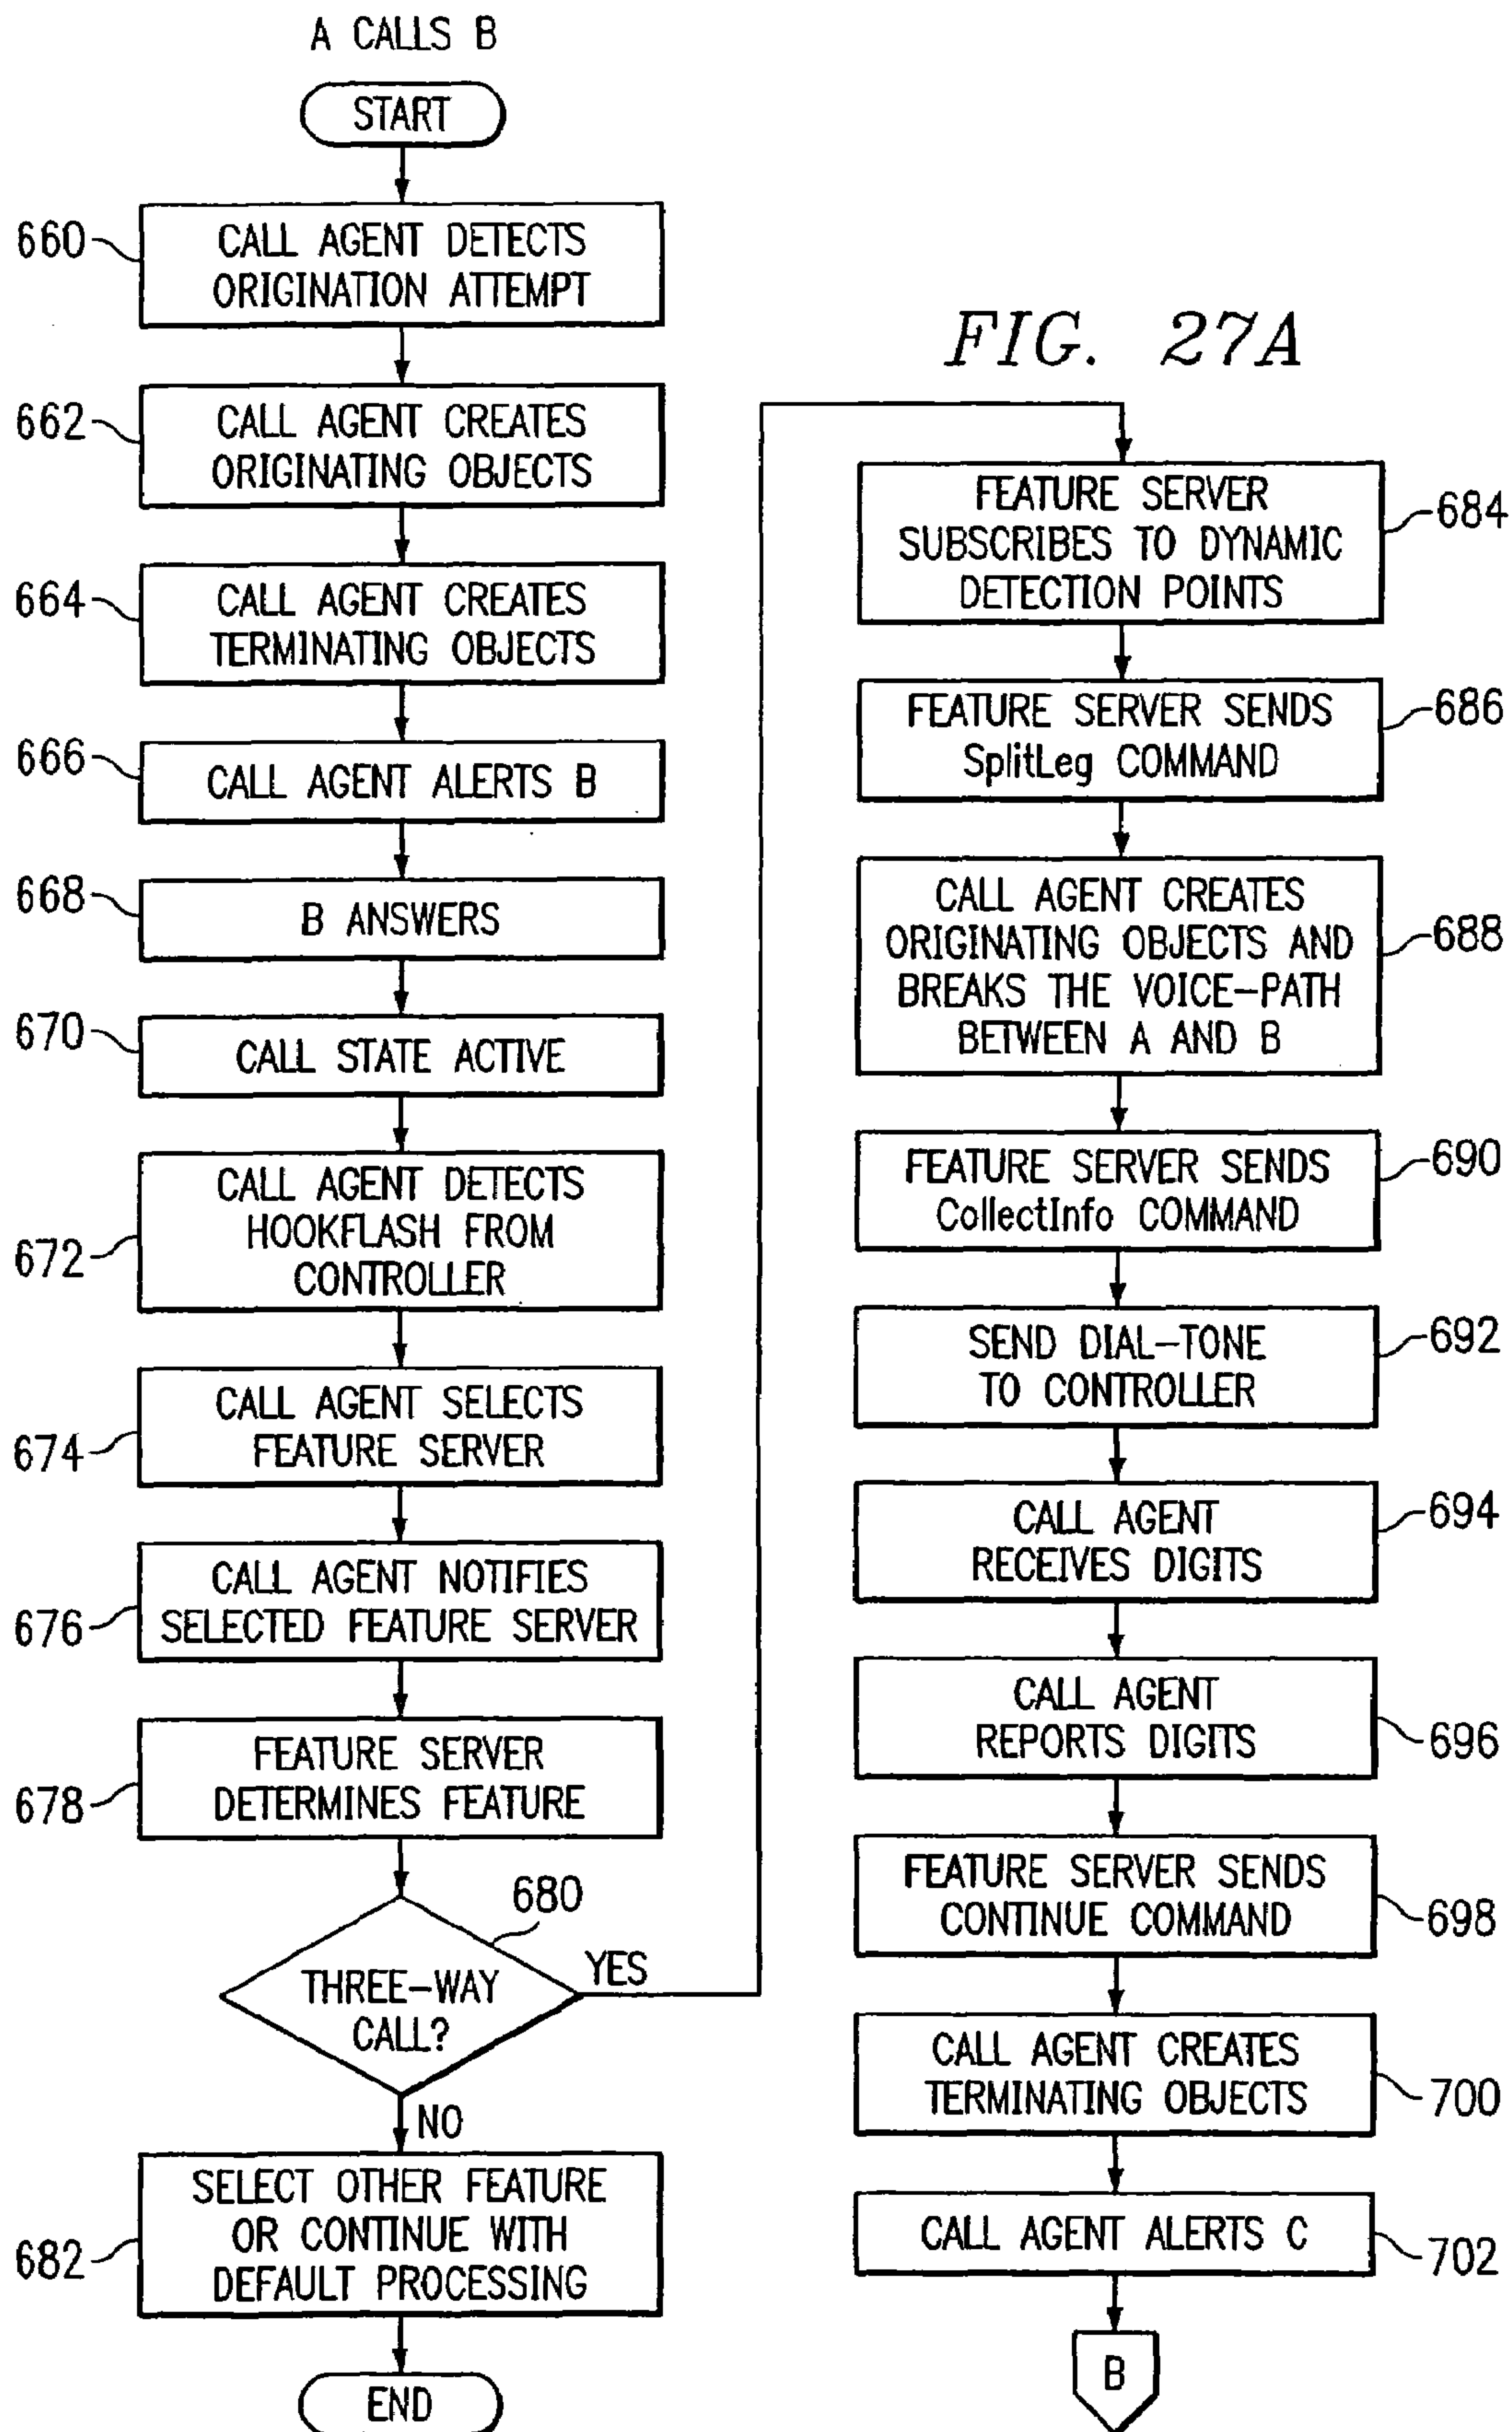 A CALLS B
START
660
CALL AGENT DETECTS
ORIGINATION ATTEMPT
662
CALL AGENT CREATES
ORIGINATING OBJECTS
664
CALL AGENT CREATES
TERMINATING OBJECTS
666
CALL AGENT ALERTS B
668
B ANSWERS
670
CALL STATE ACTIVE
672
CALL AGENT DETECTS
HOOKFLASH FROM
CONTROLLER
674
CALL AGENT SELECTS
FEATURE SERVER
676
CALL AGENT NOTIFIES
SELECTED FEATURE SERVER
678
FEATURE SERVER
DETERMINES FEATURE
680
THREE-WAY
CALL?
YES
NO
682
SELECT OTHER FEATURE
OR CONTINUE WITH
DEFAULT PROCESSING
END
FIG. 27A
FEATURE SERVER
SUBSCRIBES TO DYNAMIC
DETECTION POINTS
684
FEATURE SERVER SENDS
SplitLeg COMMAND
686
CALL AGENT CREATES
ORIGINATING OBJECTS AND
BREAKS THE VOICE-PATH
BETWEEN A AND B
688
FEATURE SERVER SENDS
CollectInfo COMMAND
690
SEND DIAL-TONE
TO CONTROLLER
692
CALL AGENT
RECEIVES DIGITS
694
CALL AGENT
REPORTS DIGITS
696
FEATURE SERVER SENDS
CONTINUE COMMAND
698
CALL AGENT CREATES
TERMINATING OBJECTS
700
CALL AGENT ALERTS C
702
B